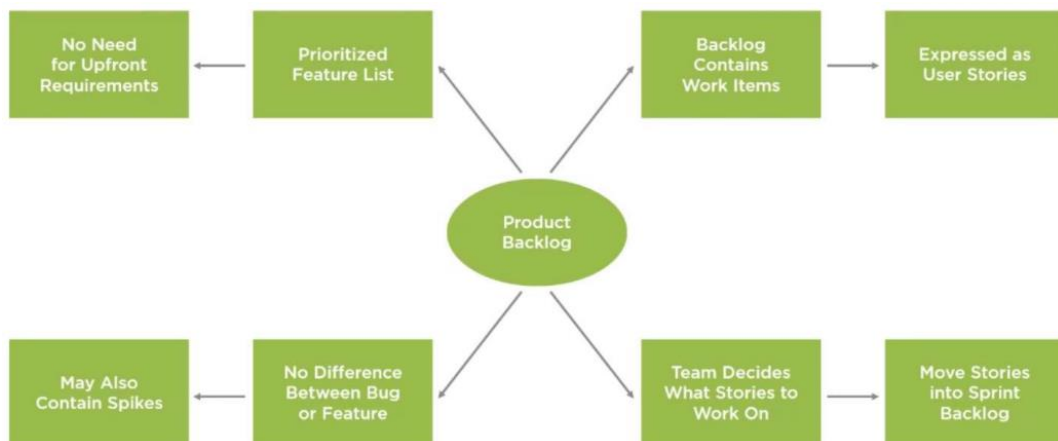 No Need
for Upfront
Requirements
Prioritized
Feature List
Backlog
Contains
Work Items
Expressed as
User Stories
Product
Backlog
May Also
Contain Spikes
No Difference
Between Bug
or Feature
Team Decides
What Stories to
Work On
Move Stories
into Sprint
Backlog